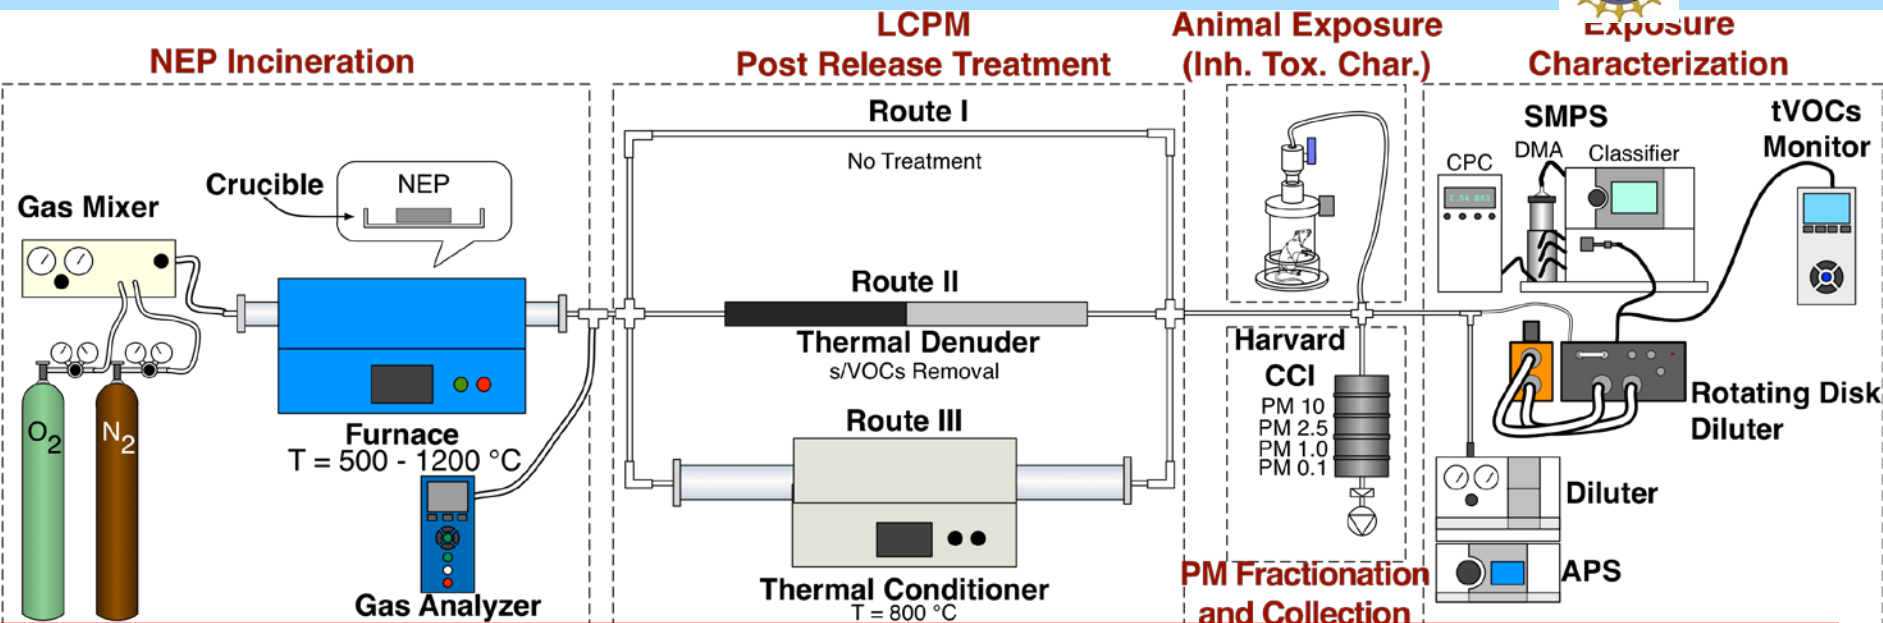 NEP Incineration
Gas Mixer
Crucible
NEP
O2
N2
Furnace
T = 500 - 1200 °C
Gas Analyzer
LCPM
Post Release Treatment
Route I
No Treatment
Route II
Thermal Denuder
s/VOCs Removal
Route III
Thermal Conditioner
T = 800 °C
Animal Exposure
(Inh. Tox. Char.)
Harvard
CCI
PM 10
PM 2.5
PM 1.0
PM 0.1
PM Fractionation
and Collection
Exposure
Characterization
SMPS
CPC
DMA
Classifier
tVOCs
Monitor
Rotating Disk
Diluter
Diluter
APS